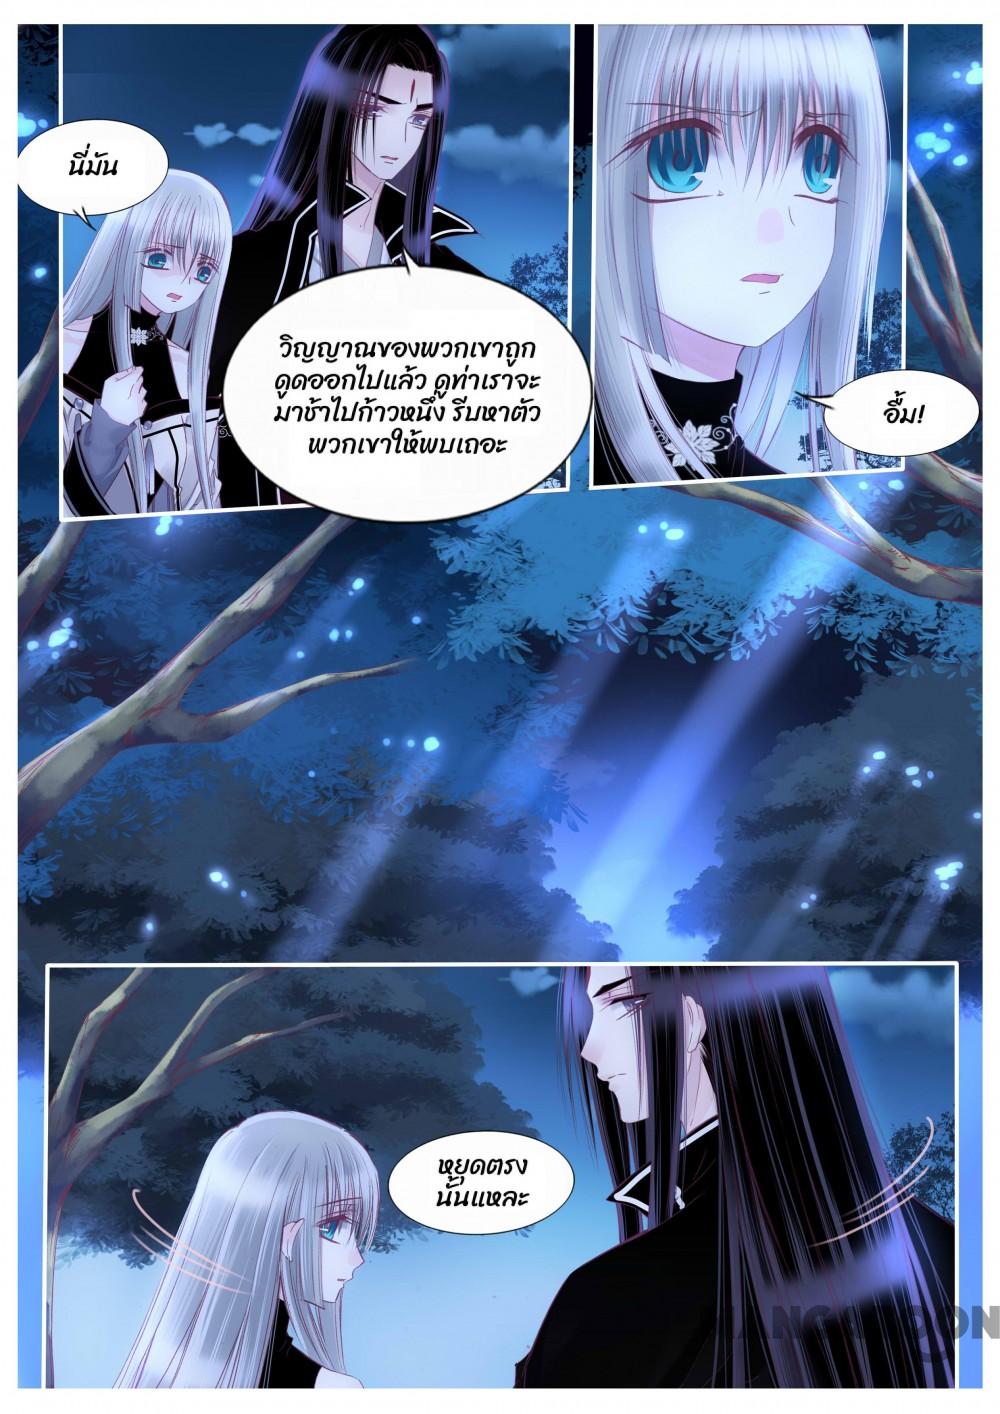 นี่มัน
วิญญาณของพวกเขาถูก
ดูดออกไปแล้ว ดูท่าเราจะ
มาช้าไปก้าวหนึ่ง รีบหาตัว
พวกเขาให้พบเถอะ
อื้ม!
หยุดตรง
นั้นแหละ